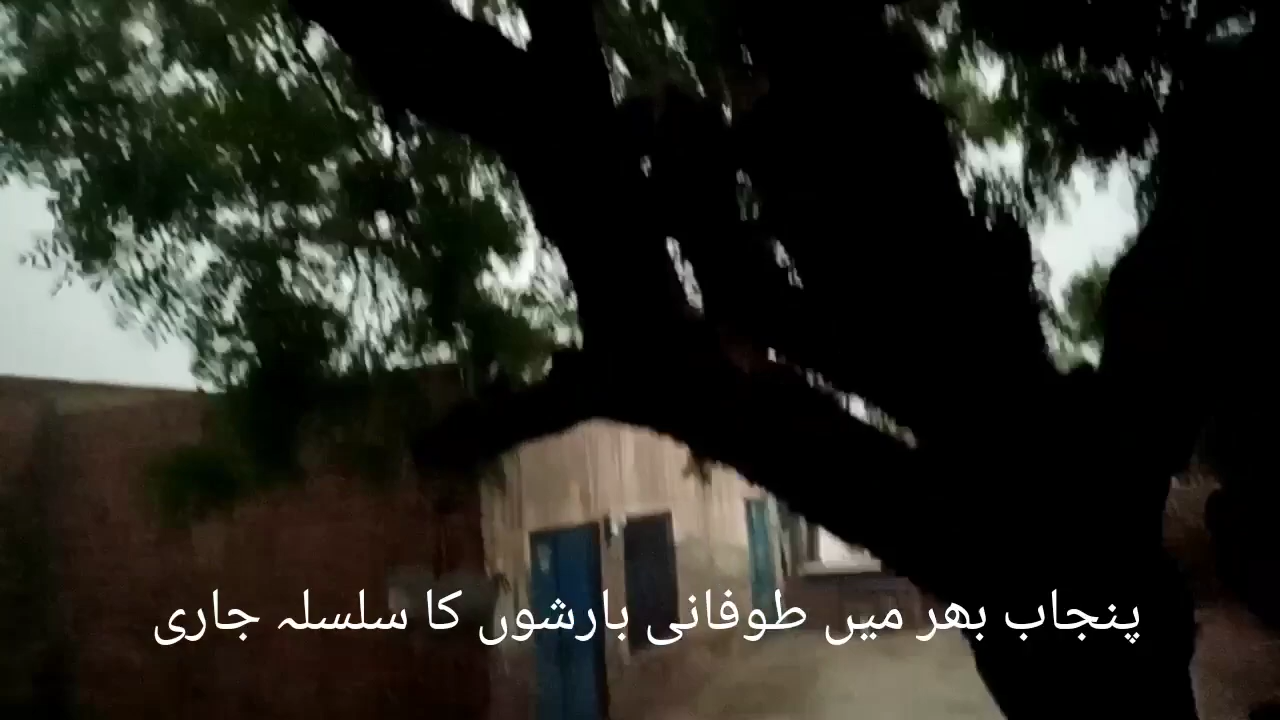 پنجاب بھر میں طوفانی بارشوں کا سلسلہ جاری